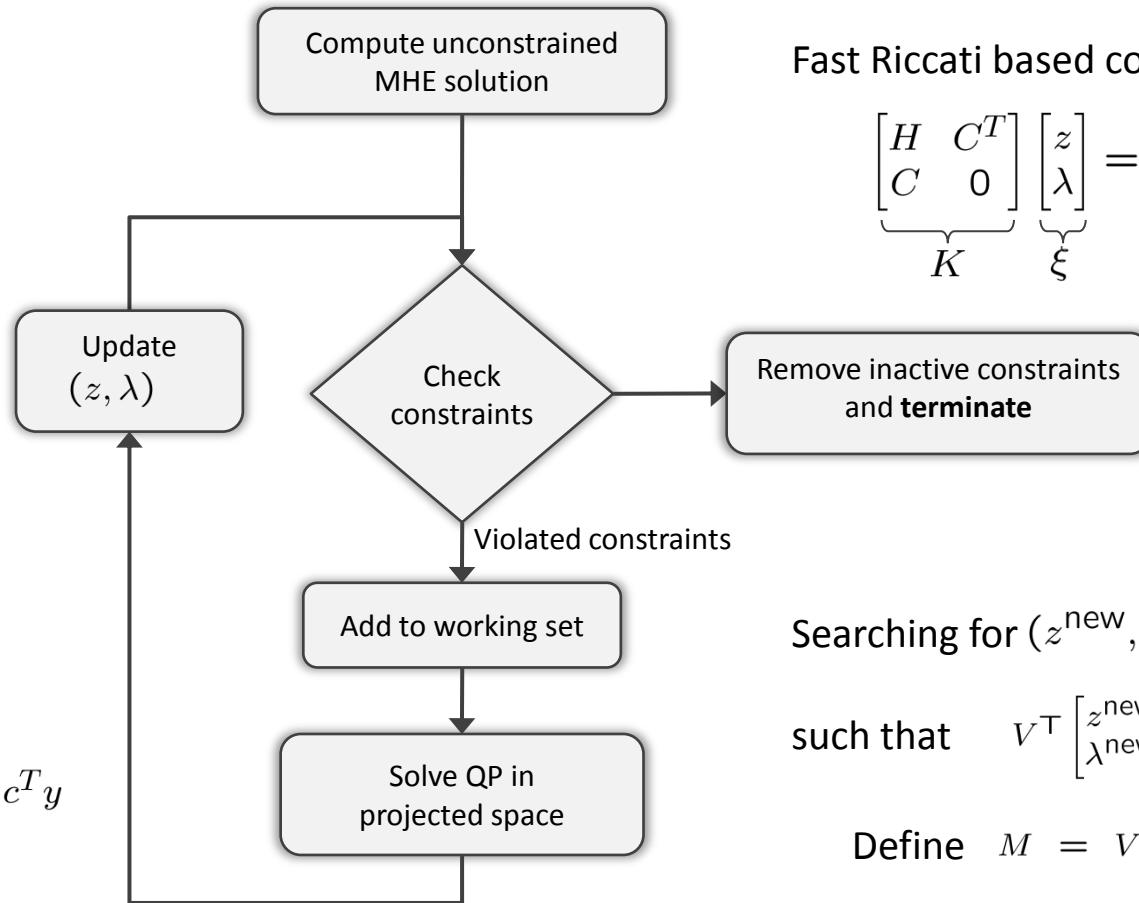 Compute unconstrained
MHE solution
Update
(z, λ)
Check
constraints
Remove inactive constraints
and terminate
Violated constraints
Add to working set
Solve QP in
projected space
c^T y
Fast Riccati based co
[H C^T; C 0] [z; λ] =
K ξ
Searching for (z^new,
such that V^⊤ [z^new; λ^new
Define M = V